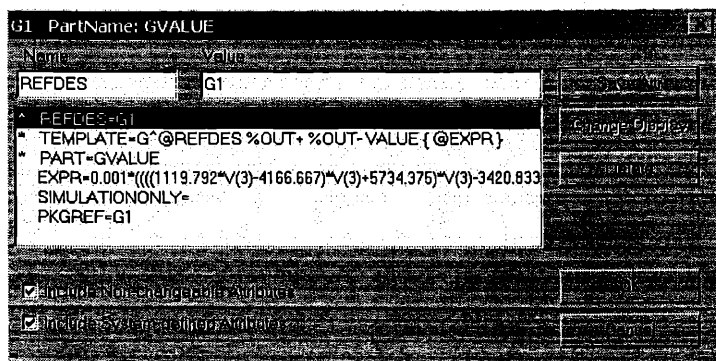 G1 PartName: GVALUE
Name Value
REFDES G1
^ REFDES=G1
* TEMPLATE=G^@REFDES %OUT+ %OUT- VALUE { @EXPR }
* PART=GVALUE
EXPR=0.001*((((1119.792*V(3)-4166.667)*V(3)+5734.375)*V(3)-3420.833
SIMULATIONONLY=
PKGREF=G1
Change Display
Include Non-changeable Attributes
Include System-defined Attributes